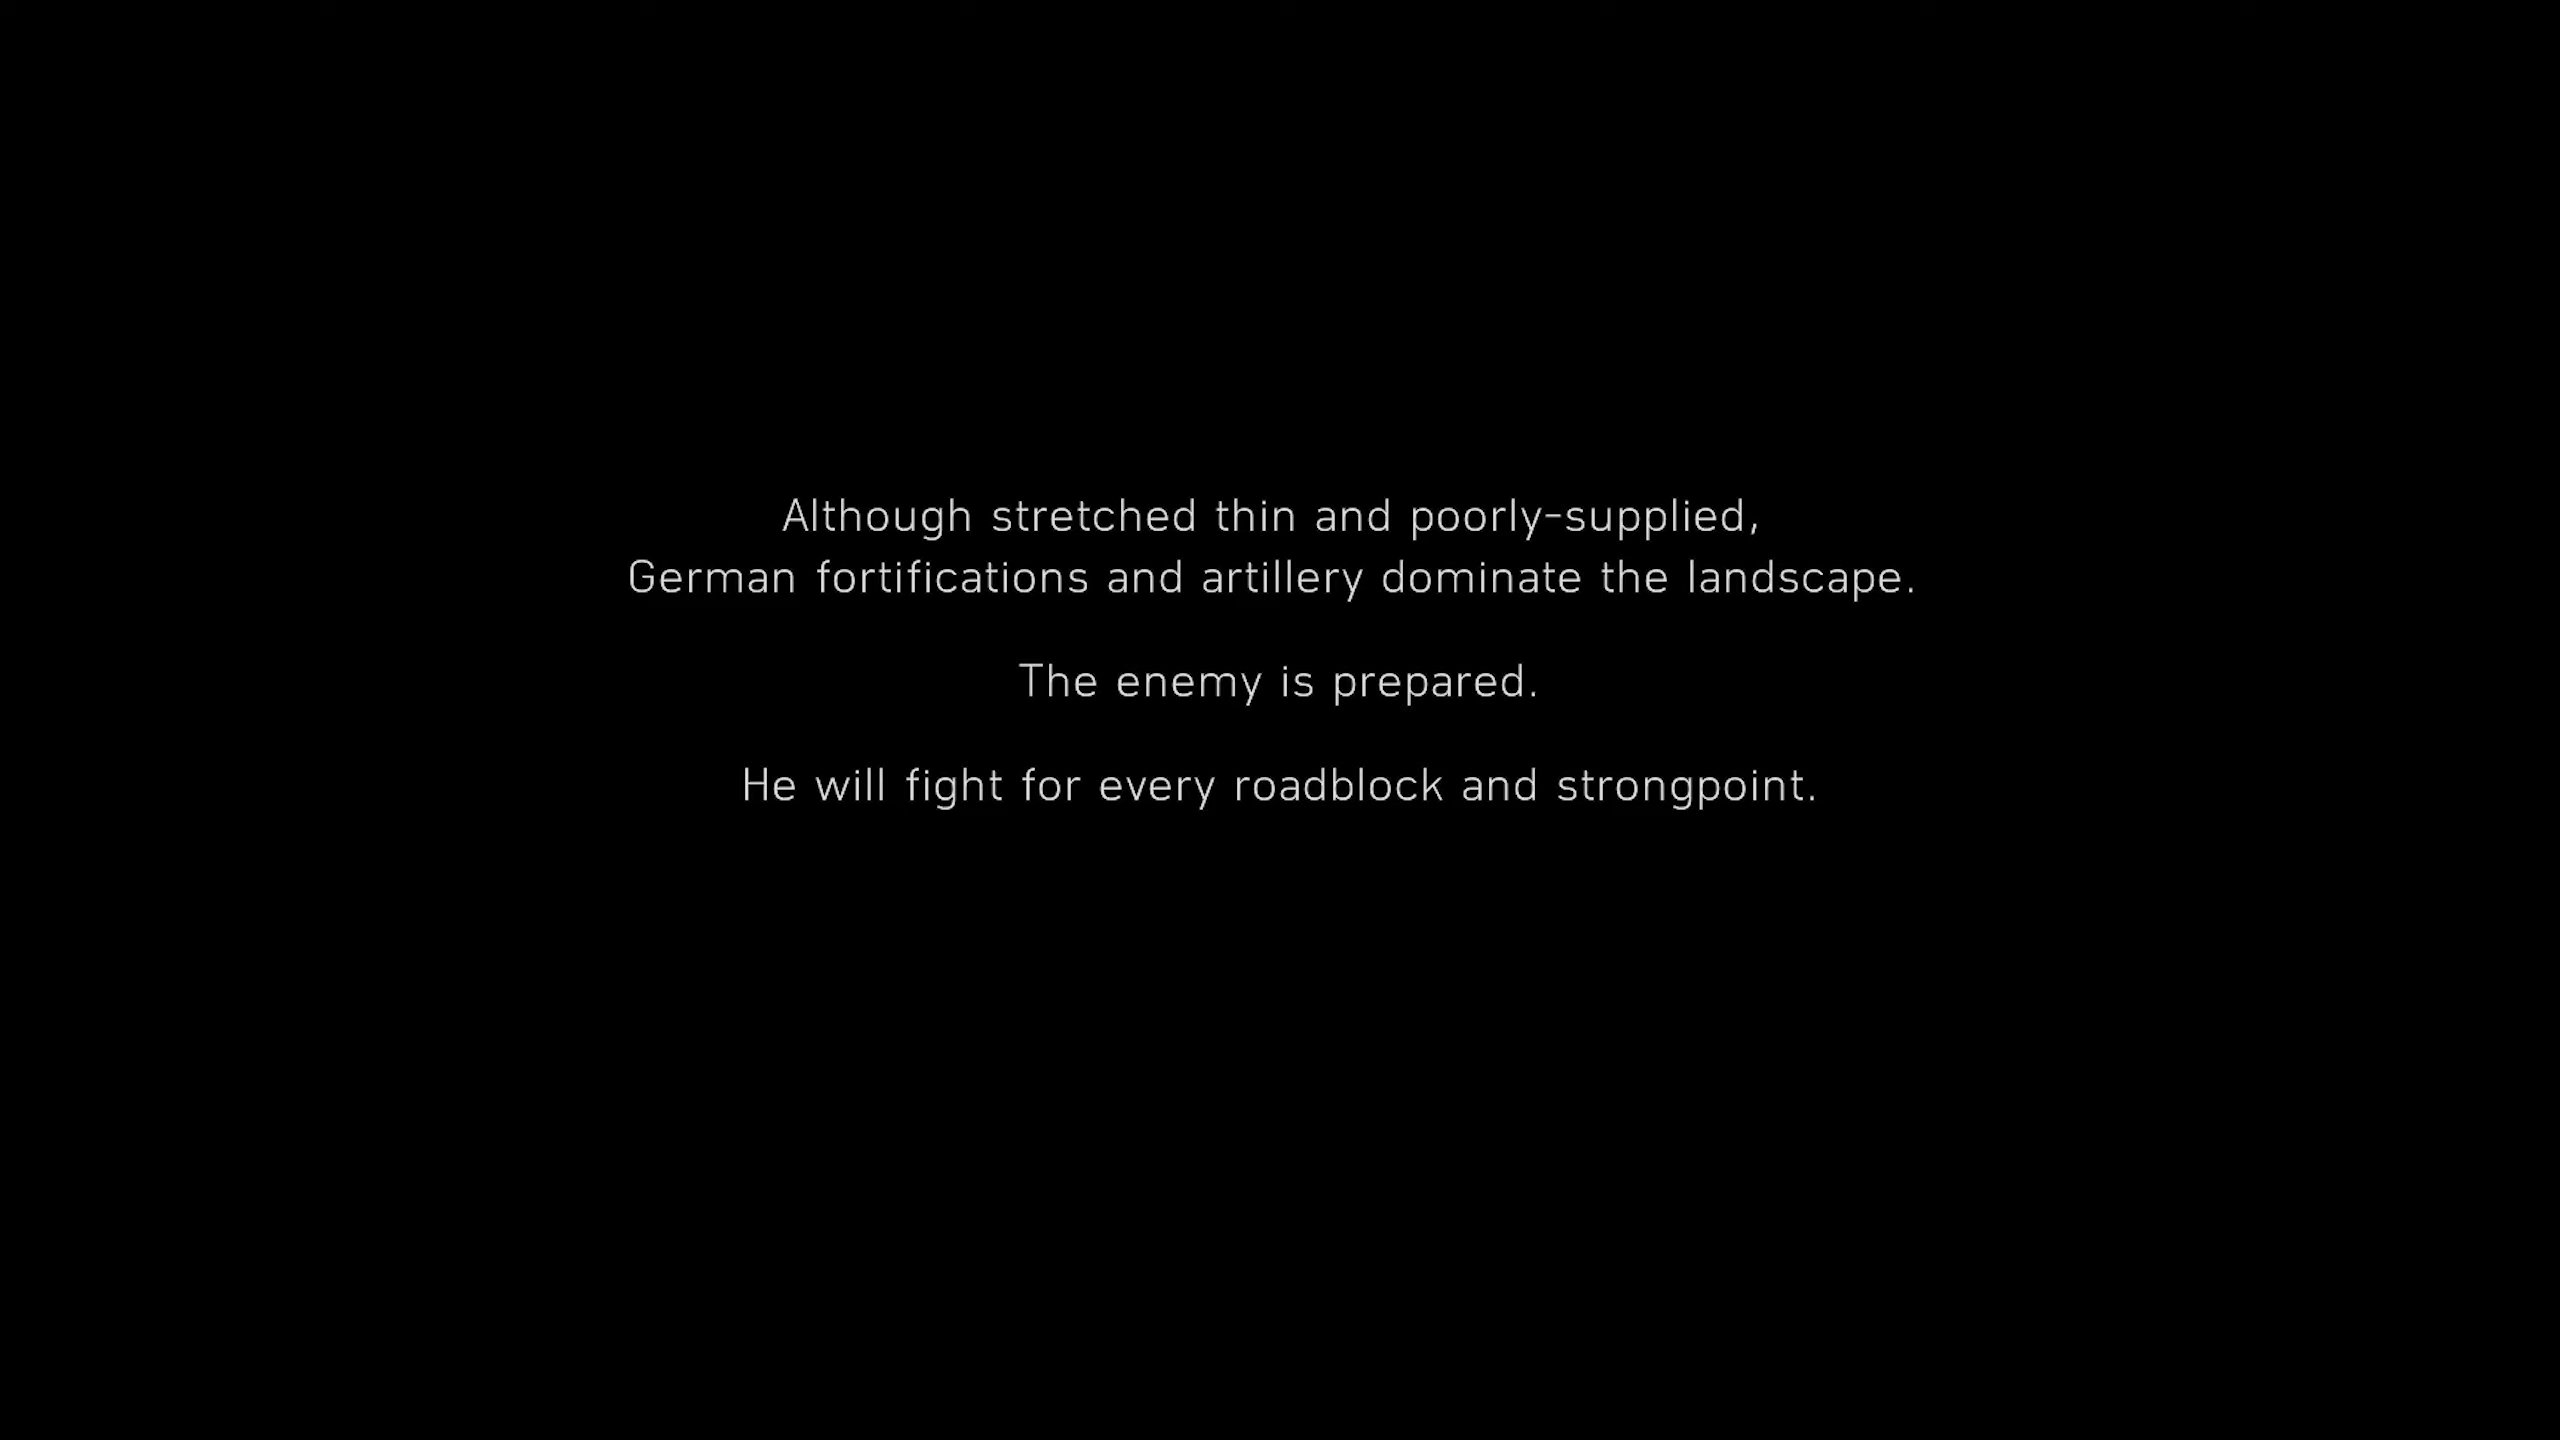 Although stretched thin and poorly-supplied,
German fortifications and artillery dominate the landscape.
The enemy is prepared.
He will fight for every roadblock and strongpoint.